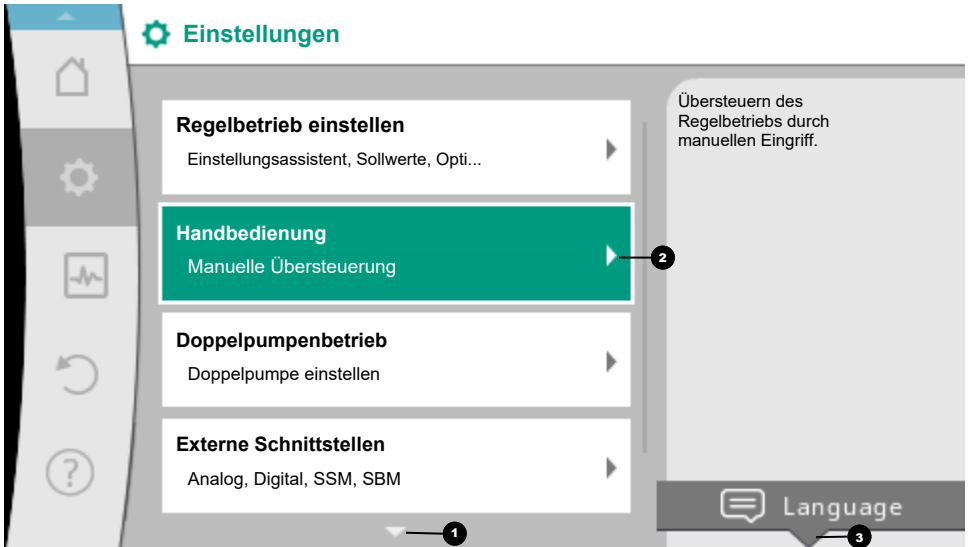 Einstellungen
Regelbetrieb einstellen
Einstellungsassistent, Sollwerte, Opti...
Handbedienung
Manuelle Übersteuerung
2
Doppelpumpenbetrieb
Doppelpumpe einstellen
Externe Schnittstellen
Analog, Digital, SSM, SBM
1
Übersteuern des
Regelbetriebs durch
manuellen Eingriff.
Language
3
?